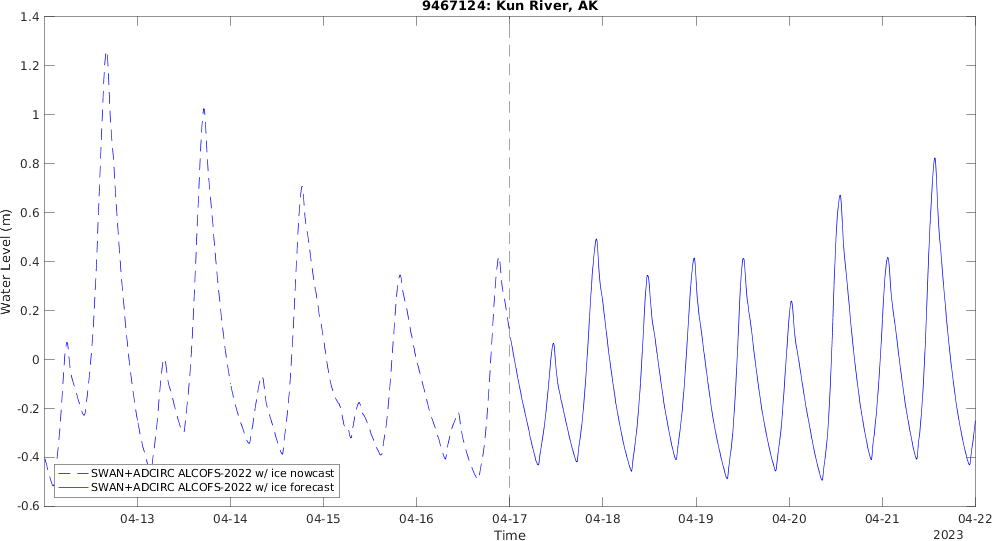 9467124: Kun River, AK
1.4
1.2
1
0.8
0.6
0.4
0.2
0
-0.2
-0.4
-0.6
Water Level (m)
SWAN+ADCIRC ALCOFS-2022 w/ ice nowcast
SWAN+ADCIRC ALCOFS-2022 w/ ice forecast
04-13 04-14 04-15 04-16 04-17 04-18 04-19 04-20 04-21 04-22
Time
2023